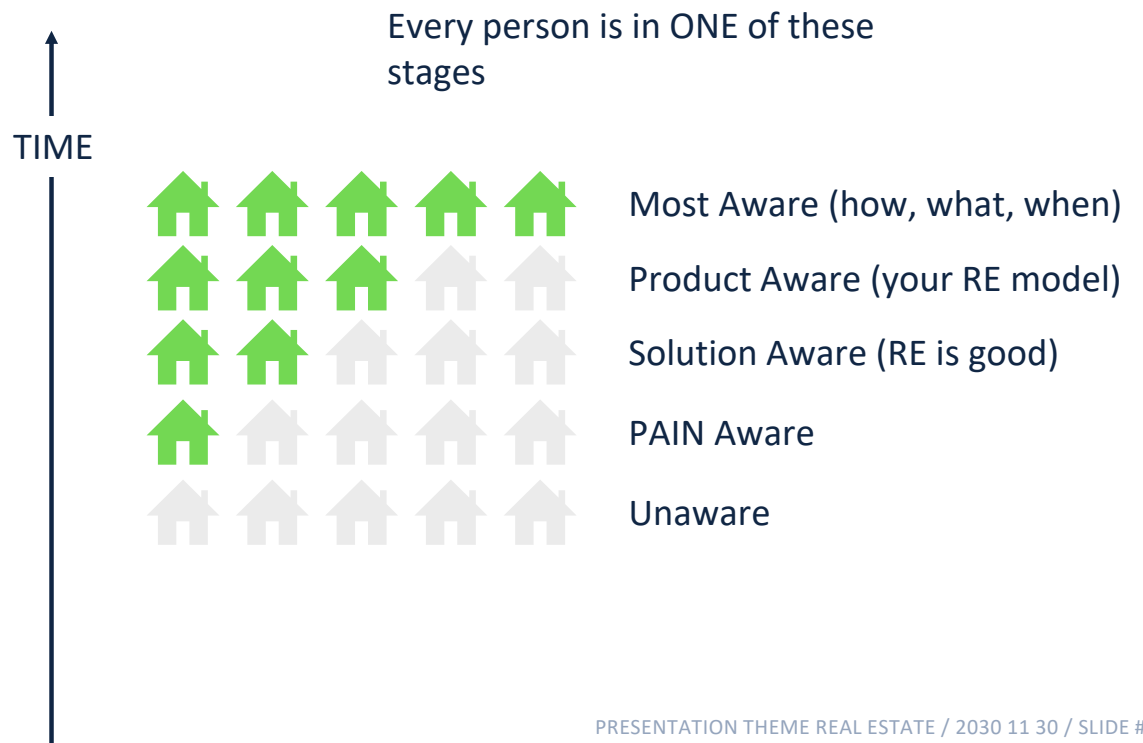 Every person is in ONE of these
stages
TIME
Most Aware (how, what, when)
Product Aware (your RE model)
Solution Aware (RE is good)
PAIN Aware
Unaware
PRESENTATION THEME REAL ESTATE / 2030 11 30 / SLIDE #